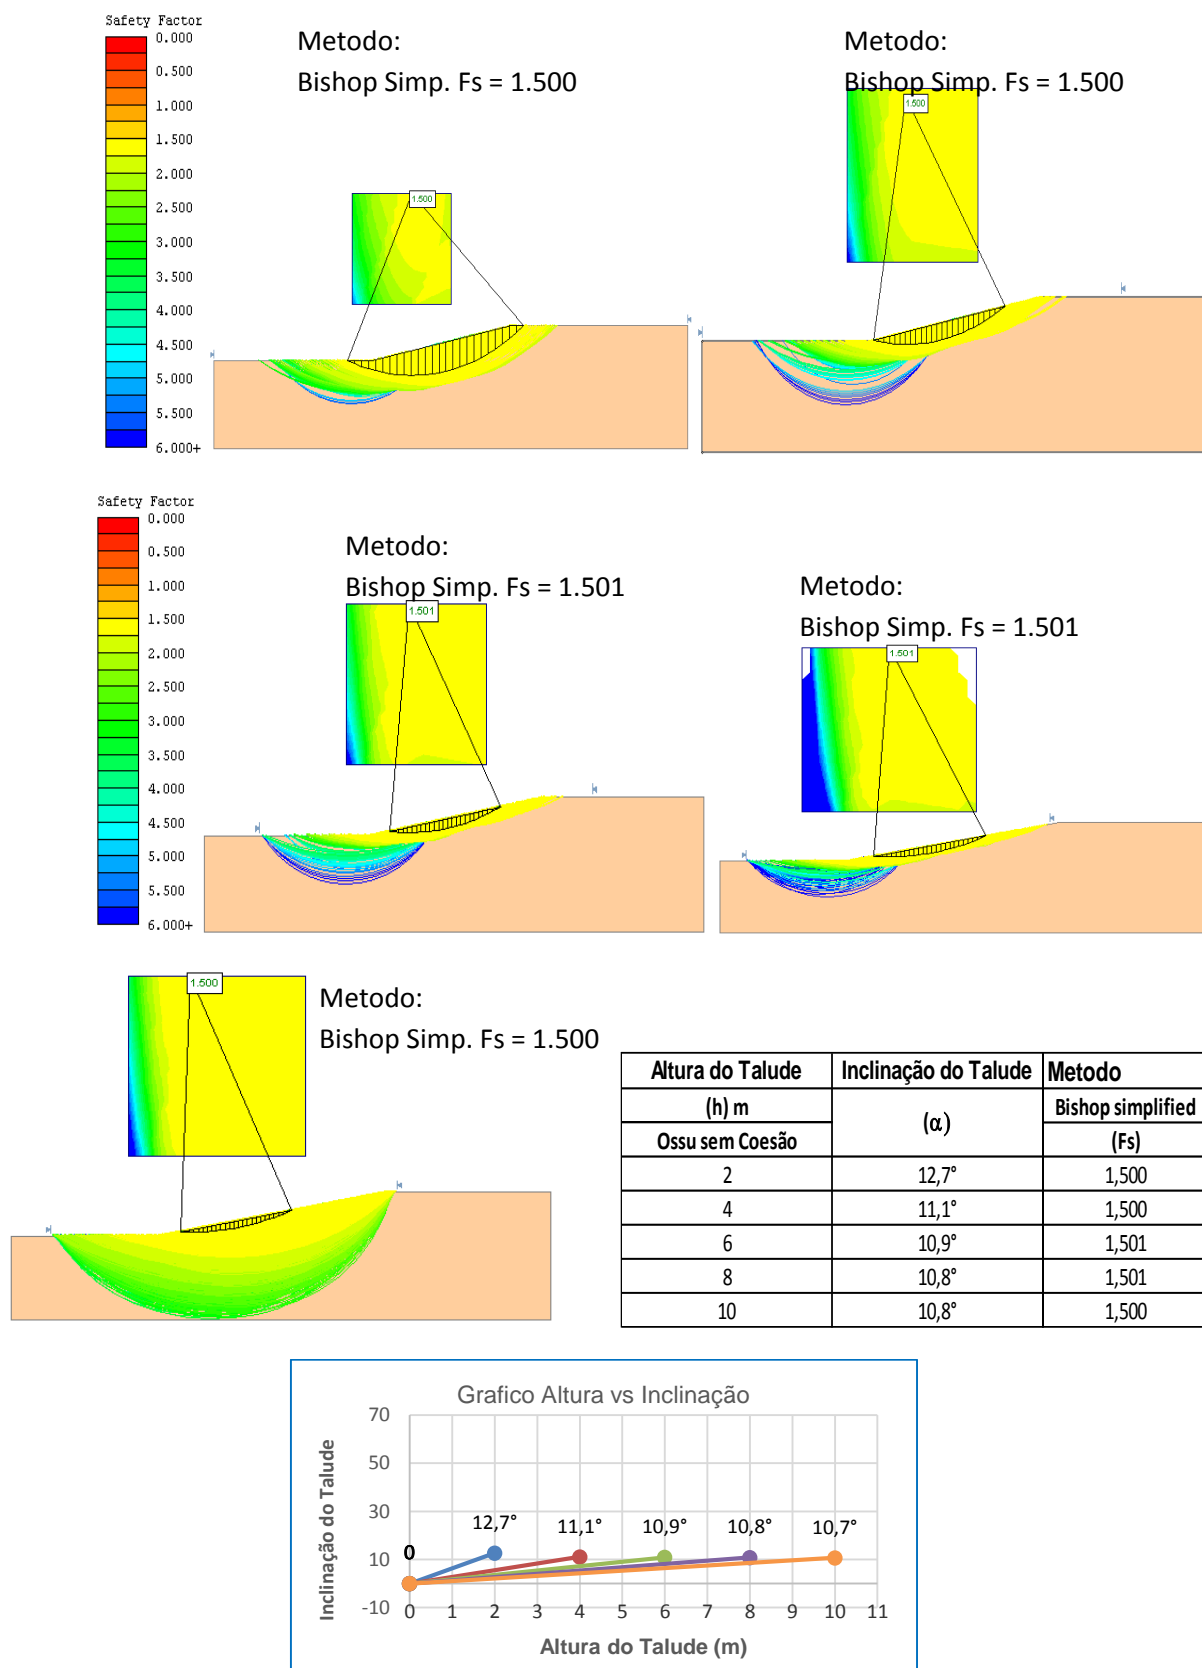 Safety Factor
0.000
0.500
1.000
1.500
2.000
2.500
3.000
3.500
4.000
4.500
5.000
5.500
6.000+
Metodo:
Bishop Simp. Fs = 1.500
1.500
Metodo:
Bishop Simp. Fs = 1.500
1.500
Safety Factor
0.000
0.500
1.000
1.500
2.000
2.500
3.000
3.500
4.000
4.500
5.000
5.500
6.000+
Metodo:
Bishop Simp. Fs = 1.501
1.501
Metodo:
Bishop Simp. Fs = 1.501
1.501
1.500
Metodo:
Bishop Simp. Fs = 1.500
Altura do Talude Inclinação do Talude Metodo
(h) m (α) Bishop simplified
Ossu sem Coesão (Fs)
2 12,7° 1,500
4 11,1° 1,500
6 10,9° 1,501
8 10,8° 1,501
10 10,8° 1,500
Grafico Altura vs Inclinação
Inclinação do Talude
70
50
30
10
-10
0 12,7° 11,1° 10,9° 10,8° 10,7°
0 1 2 3 4 5 6 7 8 9 10 11
Altura do Talude (m)